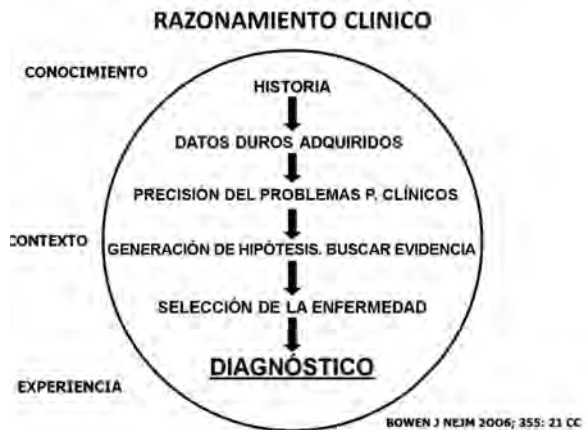 RAZONAMIENTO CLINICO
CONOCIMIENTO
HISTORIA
DATOS DUROS ADQUIRIDOS
PRECISIÓN DEL PROBLEMAS P. CLÍNICOS
CONTEXTO
GENERACIÓN DE HIPÓTESIS. BUSCAR EVIDENCIA
SELECCIÓN DE LA ENFERMEDAD
DIAGNÓSTICO
EXPERIENCIA
BOWEN J NEJM 2006; 355: 21 CC